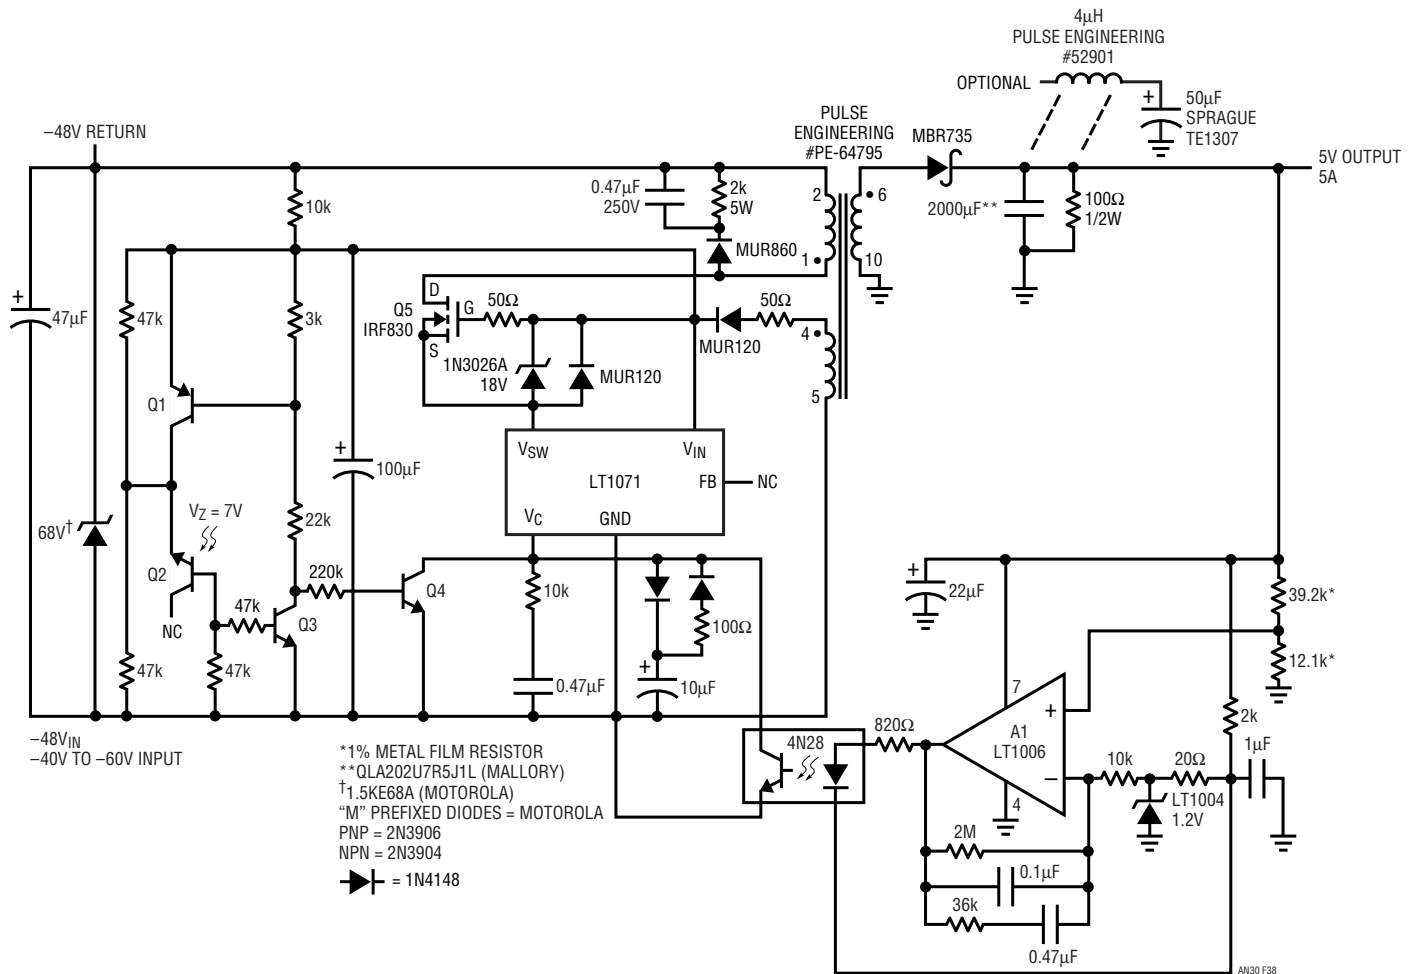 4μH
PULSE ENGINEERING
#52901
OPTIONAL
+
50μF
SPRAGUE
TE1307
–48V RETURN
PULSE
ENGINEERING
#PE-64795
MBR735
5V OUTPUT
5A
10k
0.47μF
250V
2k
5W
2
6
2000μF**
100Ω
1/2W
MUR860
1
10
+
47μF
47k
3k
D
Q5
IRF830
G
S
50Ω
50Ω
4
MUR120
1N3026A
18V
MUR120
5
Q1
+
100μF
VSW
VIN
LT1071
FB
NC
VC
GND
68V†
VZ = 7V
22k
Q2
220k
Q4
10k
+
22μF
39.2k*
NC
47k
Q3
100Ω
12.1k*
47k
47k
0.47μF
+
10μF
7
2k
–48VIN
–40V TO –60V INPUT
820Ω
+
A1
LT1006
–
4
1μF
4N28
10k
20Ω
LT1004
1.2V
*1% METAL FILM RESISTOR
**QLA202U7R5J1L (MALLORY)
†1.5KE68A (MOTOROLA)
“M” PREFIXED DIODES = MOTOROLA
PNP = 2N3906
NPN = 2N3904
= 1N4148
2M
0.1μF
36k
0.47μF
AN30 F38